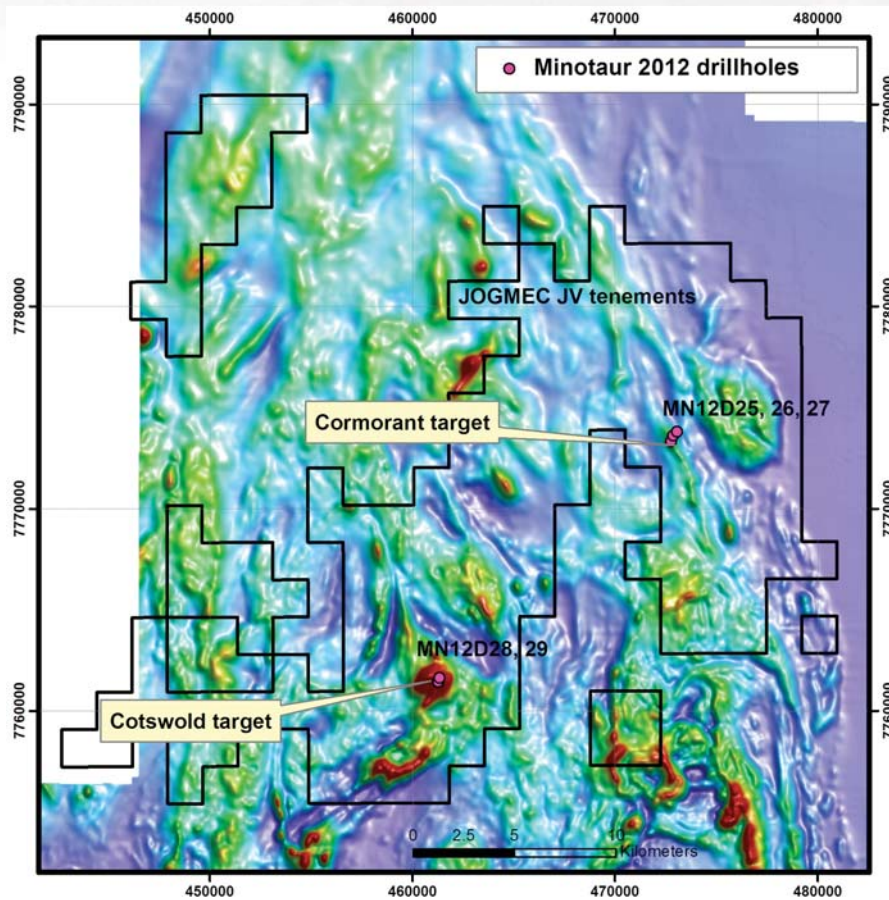 450000 460000 470000 480000
Minotaur 2012 drillholes
7790000 7790000
7780000 7780000
JOGMEC JV tenements
MN12D25, 26, 27
Cormorant target
7770000 7770000
MN12D28, 29
Cotswold target
7760000 7760000
0 2.5 5 10
Kilometers
450000 460000 470000 480000